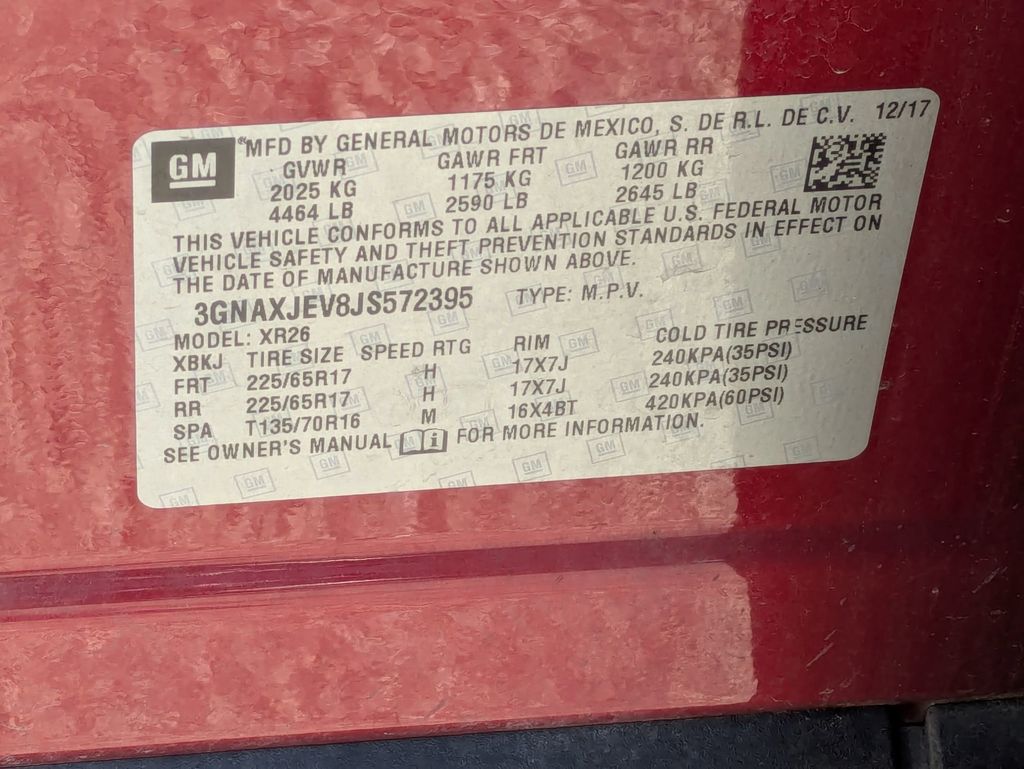 GM
MFD BY GENERAL MOTORS DE MEXICO, S. DE R.L. DE C.V. 12/17
GVWR GAWR FRT GAWR RR
2025 KG 1175 KG 1200 KG
4464 LB 2590 LB 2645 LB
THIS VEHICLE CONFORMS TO ALL APPLICABLE U.S. FEDERAL MOTOR
VEHICLE SAFETY AND THEFT PREVENTION STANDARDS IN EFFECT ON
THE DATE OF MANUFACTURE SHOWN ABOVE.
3GNAXJEV8JS572395 TYPE: M.P.V.
MODEL: XR26
XBKJ TIRE SIZE SPEED RTG RIM COLD TIRE PRESSURE
FRT 225/65R17 H 17X7J 240KPA(35PSI)
RR 225/65R17 H 17X7J 240KPA(35PSI)
SPA T135/70R16 M 16X4BT 420KPA(60PSI)
SEE OWNER'S MANUAL FOR MORE INFORMATION.